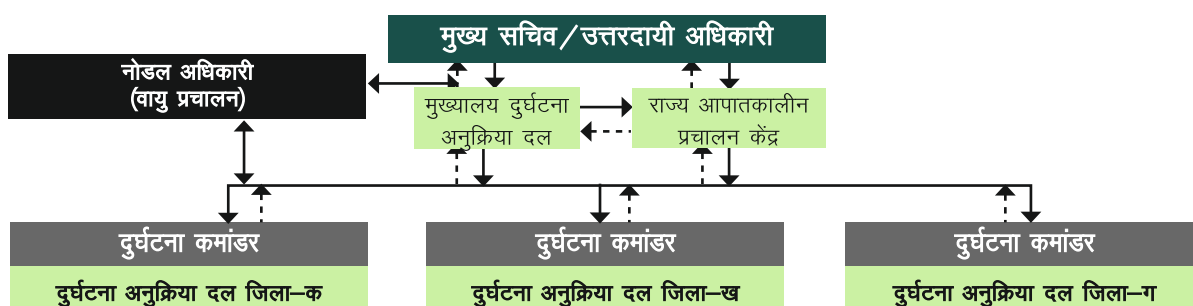 मुख्य सचिव/उत्तरदायी अधिकारी
नोडल अधिकारी
(वायु प्रचालन)
मुख्यालय दुर्घटना
अनुक्रिया दल
राज्य आपातकालीन
प्रचालन केंद्र
दुर्घटना कमांडर
दुर्घटना अनुक्रिया दल जिला–क
दुर्घटना कमांडर
दुर्घटना अनुक्रिया दल जिला–ख
दुर्घटना कमांडर
दुर्घटना अनुक्रिया दल जिला–ग